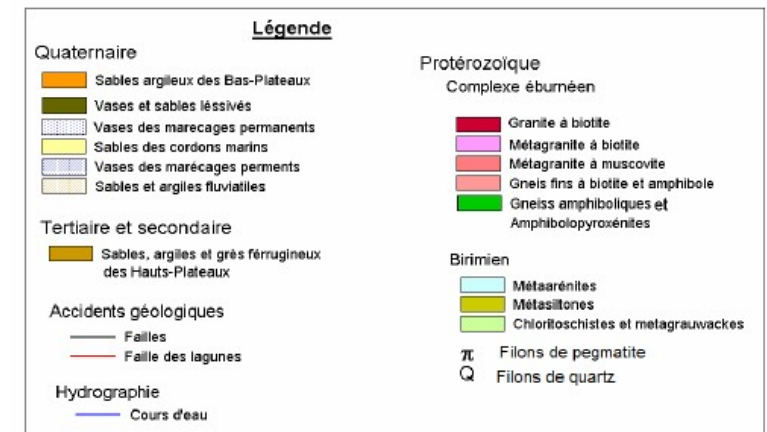 Légende
Quaternaire
Sables argileux des Bas-Plateaux
Vases et sables léssivés
Vases des marecages permanents
Sables des cordons marins
Vases des marécages perments
Sables et argiles fluviatiles
Tertiaire et secondaire
Sables, argiles et grès férrugineux
des Hauts-Plateaux
Accidents géologiques
Failles
Faille des lagunes
Hydrographie
Cours d'eau
Protérozoïque
Complexe éburnéen
Granite à biotite
Métagranite à biotite
Métagranite à muscovite
Gneis fins à biotite et amphibole
Gneiss amphiboliques et
Amphibolopyroxénites
Birimien
Métaarénites
Métasiltones
Chloritoschistes et metagrauwackes
π Filons de pegmatite
Q Filons de quartz